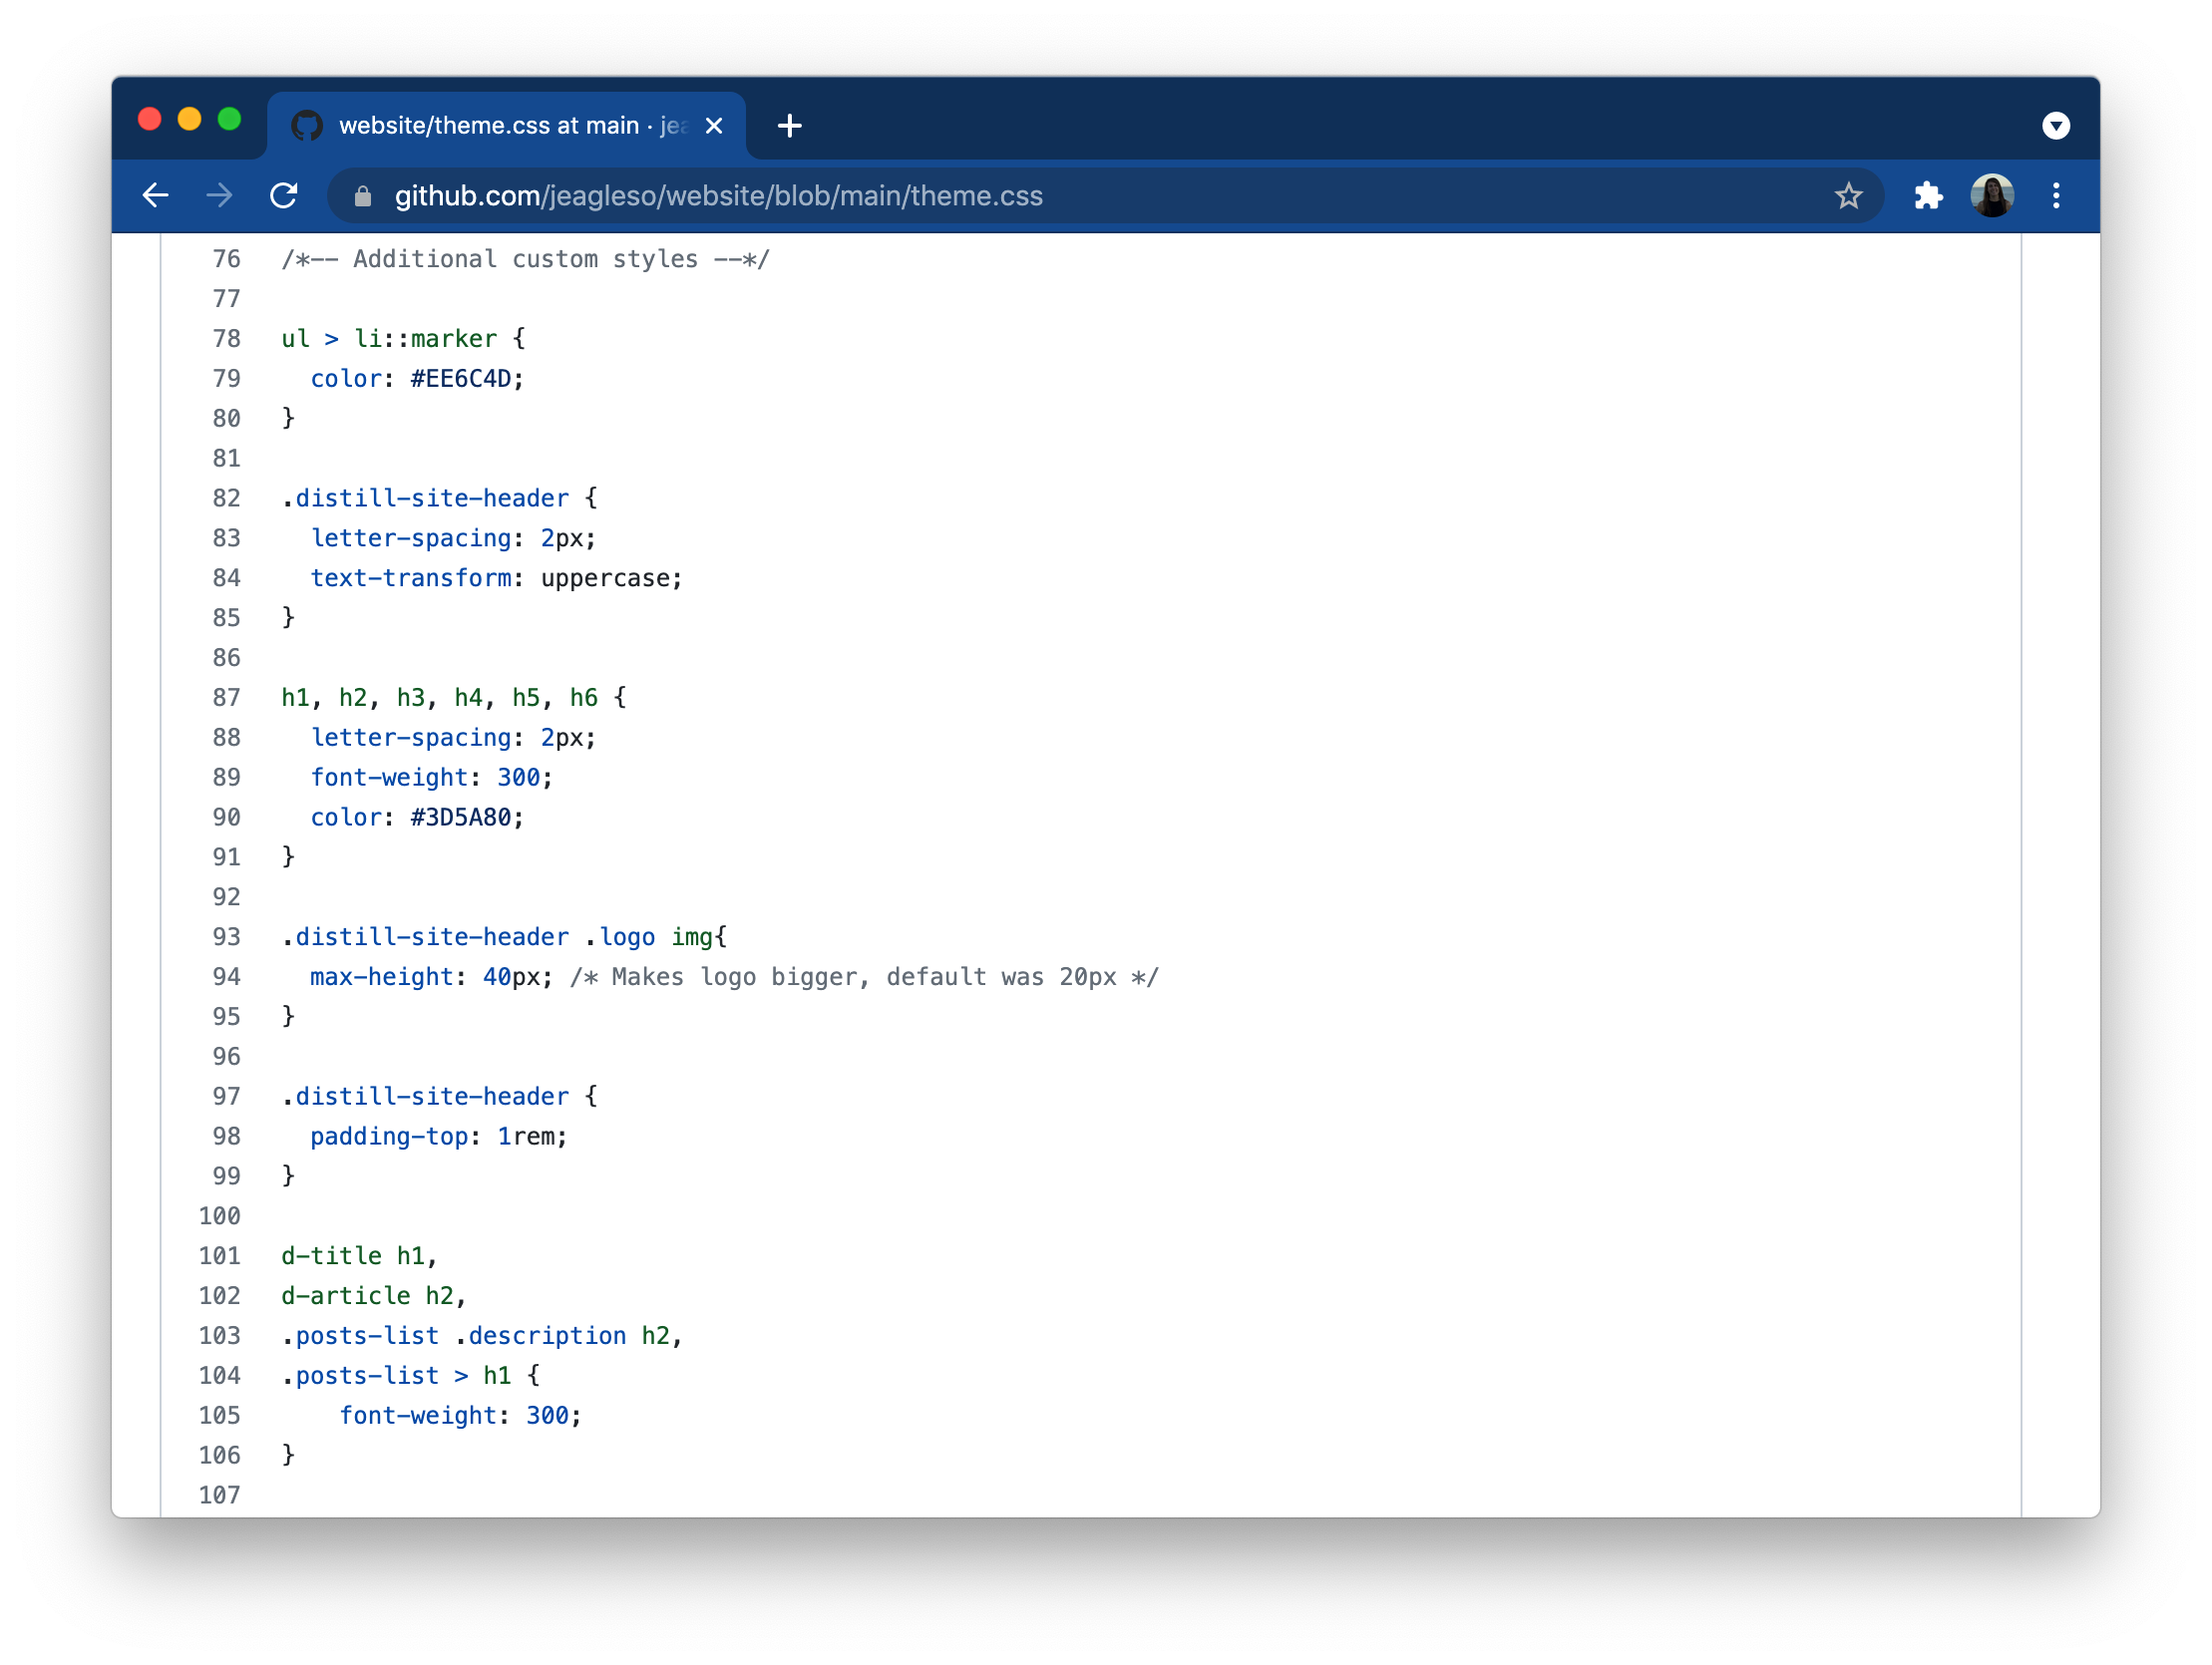 website/theme.css at main · jea
github.com/jeagleso/website/blob/main/theme.css
76 /*-- Additional custom styles --*/
77
78 ul > li::marker {
79   color: #EE6C4D;
80 }
81
82 .distill-site-header {
83   letter-spacing: 2px;
84   text-transform: uppercase;
85 }
86
87 h1, h2, h3, h4, h5, h6 {
88   letter-spacing: 2px;
89   font-weight: 300;
90   color: #3D5A80;
91 }
92
93 .distill-site-header .logo img{
94   max-height: 40px; /* Makes logo bigger, default was 20px */
95 }
96
97 .distill-site-header {
98   padding-top: 1rem;
99 }
100
101 d-title h1,
102 d-article h2,
103 .posts-list .description h2,
104 .posts-list > h1 {
105     font-weight: 300;
106 }
107